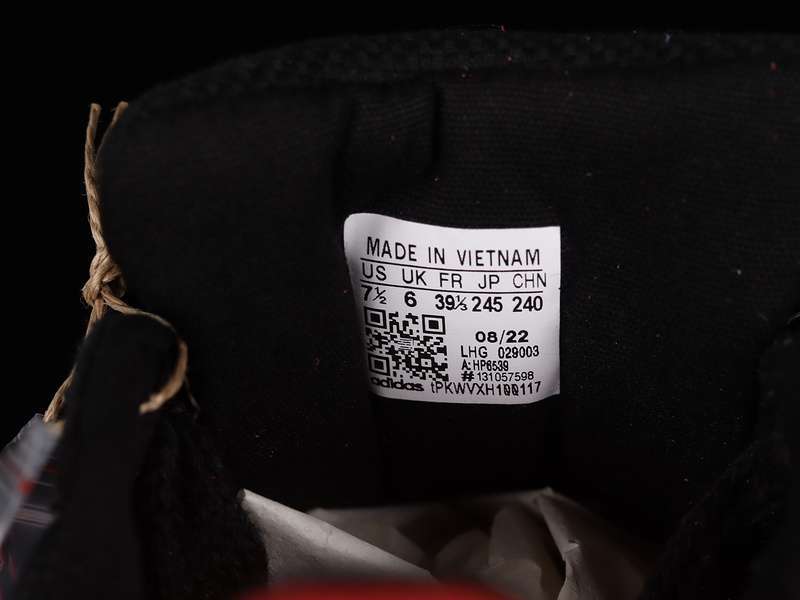 MADE IN VIETNAM
US UK FR JP CHN
7½ 6 39⅓ 245 240
08/22
LHG 029003
A:HP6539
# 131057598
adidas tPKWVXH100117